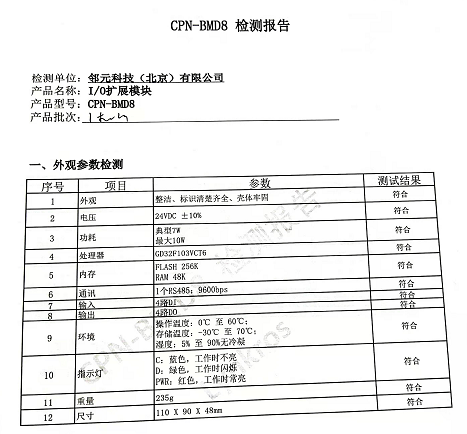 CPN-BMD8 检测报告
检测单位：邻元科技（北京）有限公司
产品名称：I/O扩展模块
产品型号：CPN-BMD8
产品批次：
一、外观参数检测
序号 项目 参数 测试结果
1 外观 整洁、标识清楚齐全、壳体牢固 符合
2 电压 24VDC ±10% 符合
3 功耗 典型7W 符合
最大10W
4 处理器 GD32F103VCT6 符合
5 内存 FLASH 256K 符合
RAM 48K
6 通讯 1个RS485；9600bps 符合
7 输入 4路DI 符合
8 输出 4路DO 符合
9 环境 操作温度：0℃ 至 60℃； 符合
存储温度：-30℃ 至 70℃；
湿度：5% 至 90%无冷凝
10 指示灯 C：蓝色，工作时不亮 符合
D：绿色，工作时闪烁
PWR：红色，工作时常亮
11 重量 235g 符合
12 尺寸 110 X 90 X 48mm 符合
CPN-BMD8 检测报告